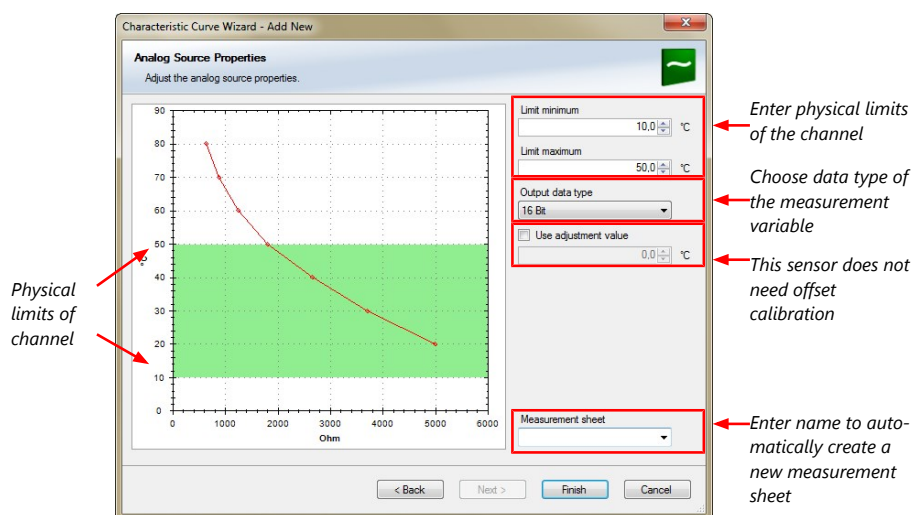 Characteristic Curve Wizard - Add New
Analog Source Properties
Adjust the analog source properties.
90
80
70
60
50
40
30
20
10
0
°C
0 1000 2000 3000 4000 5000 6000
Ohm
Limit minimum
10,0 °C
Limit maximum
50,0 °C
Output data type
16 Bit
Use adjustment value
0,0 °C
Measurement sheet
< Back Next > Finish Cancel
Physical
limits of
channel
Enter physical limits
of the channel
Choose data type of
the measurement
variable
This sensor does not
need offset
calibration
Enter name to auto-
matically create a
new measurement
sheet